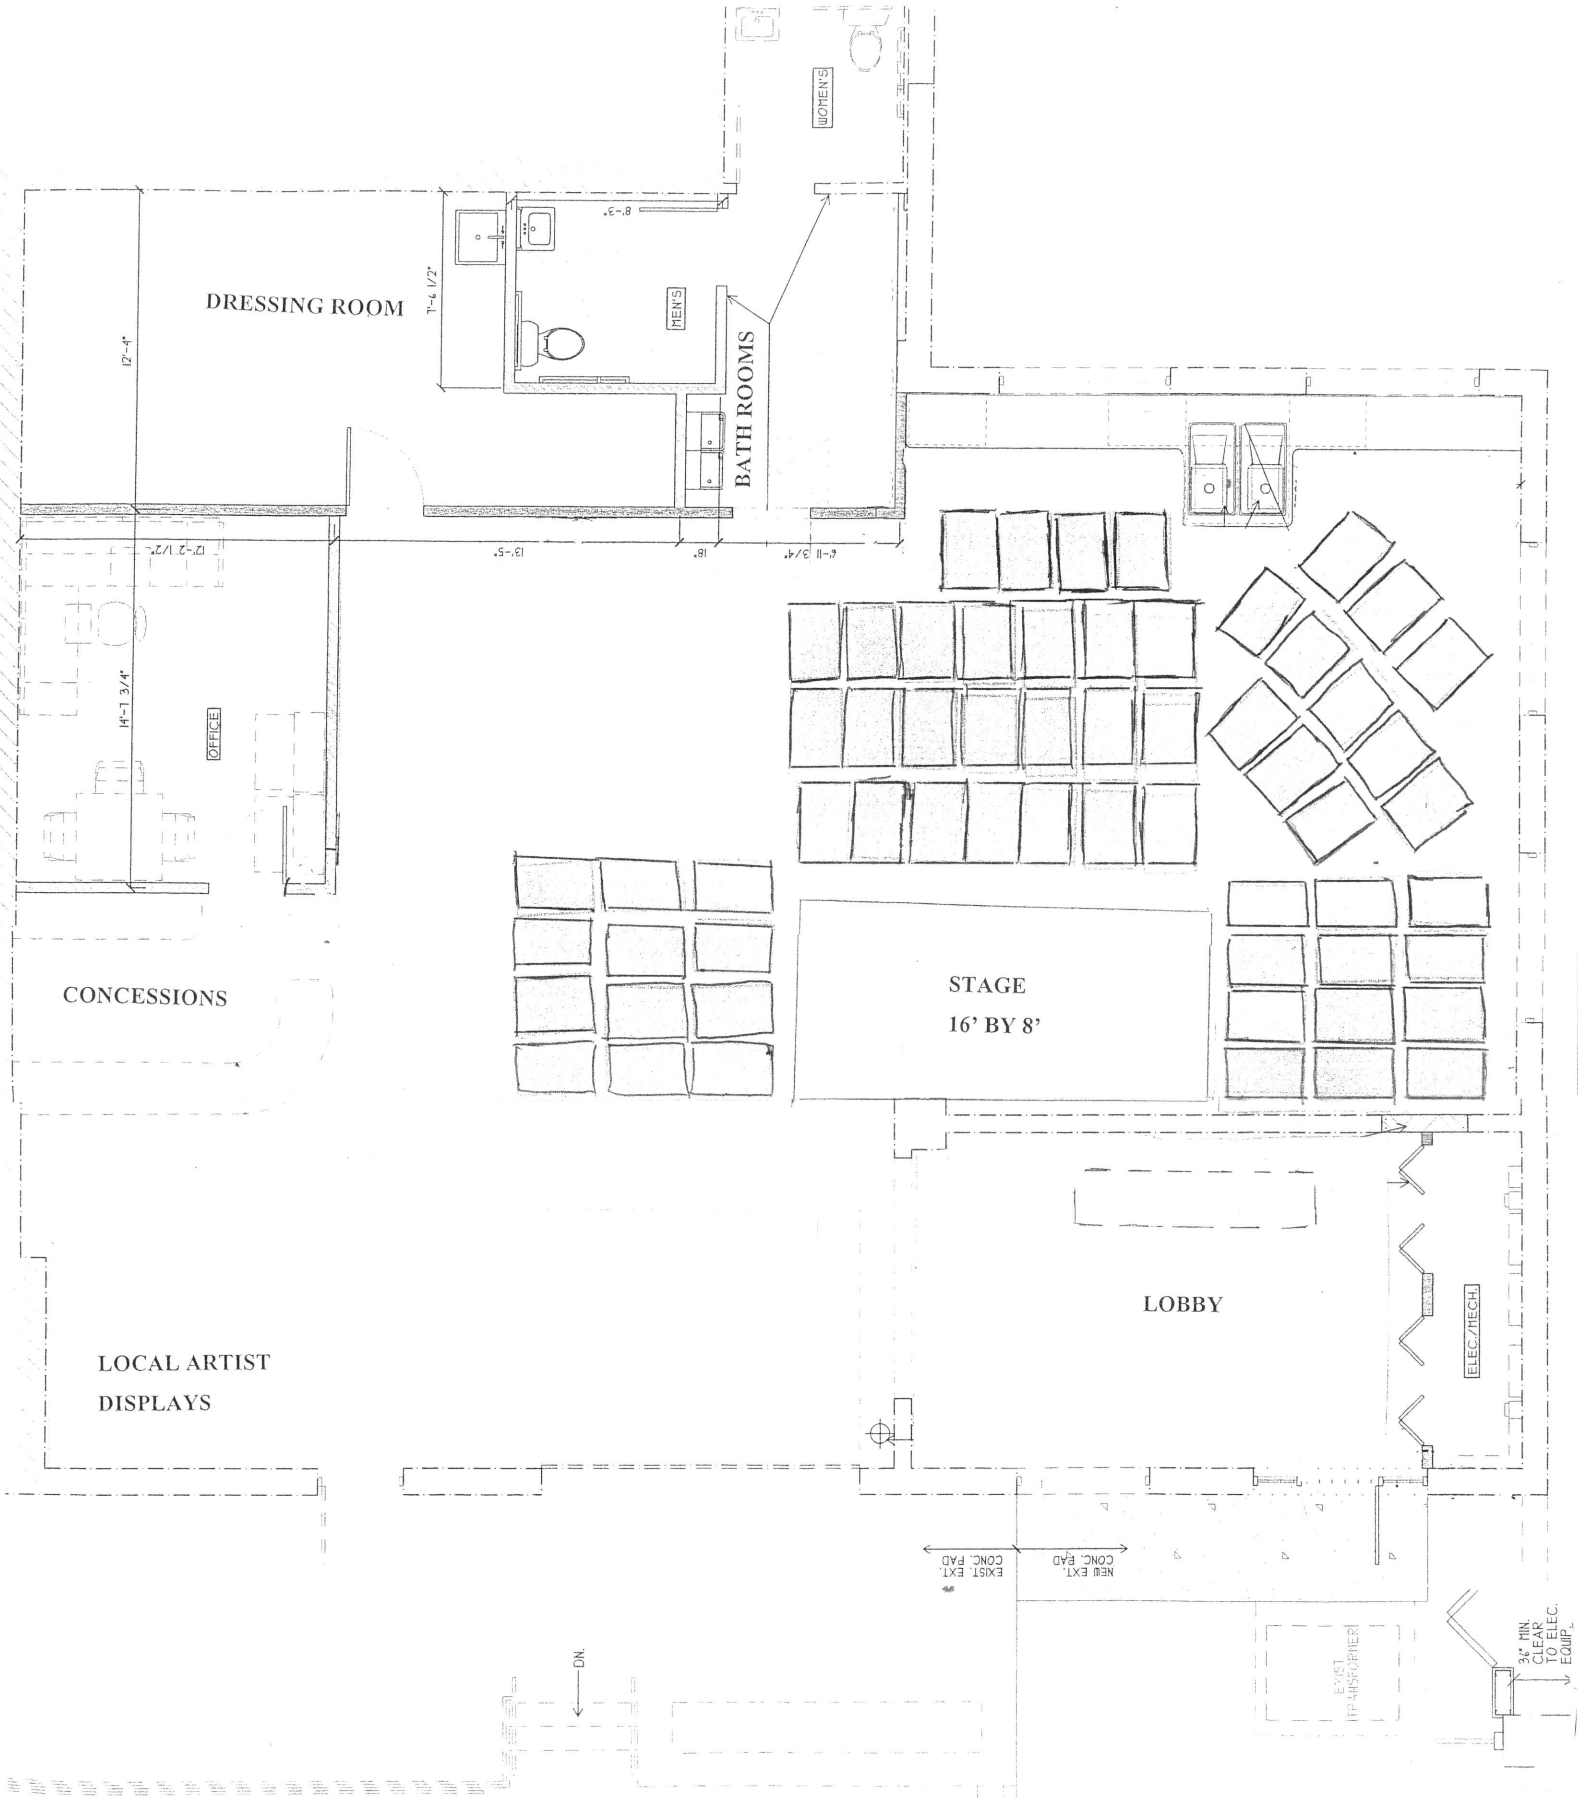 WOMEN'S
8'-3"
DRESSING ROOM
7'-6 1/2"
MEN'S
12'-4"
BATH ROOMS
12'-2 1/2"
13'-5"
18"
6'-11 3/4"
14'-7 3/4"
OFFICE
CONCESSIONS
STAGE
16' BY 8'
LOBBY
ELEC./MECH.
LOCAL ARTIST
DISPLAYS
EXIST. EXT.
CONC. PAD
NEW EXT.
CONC. PAD
DN.
EXIST
TRANSFORMER
36" MIN.
CLEAR
TO ELEC.
EQUIP.